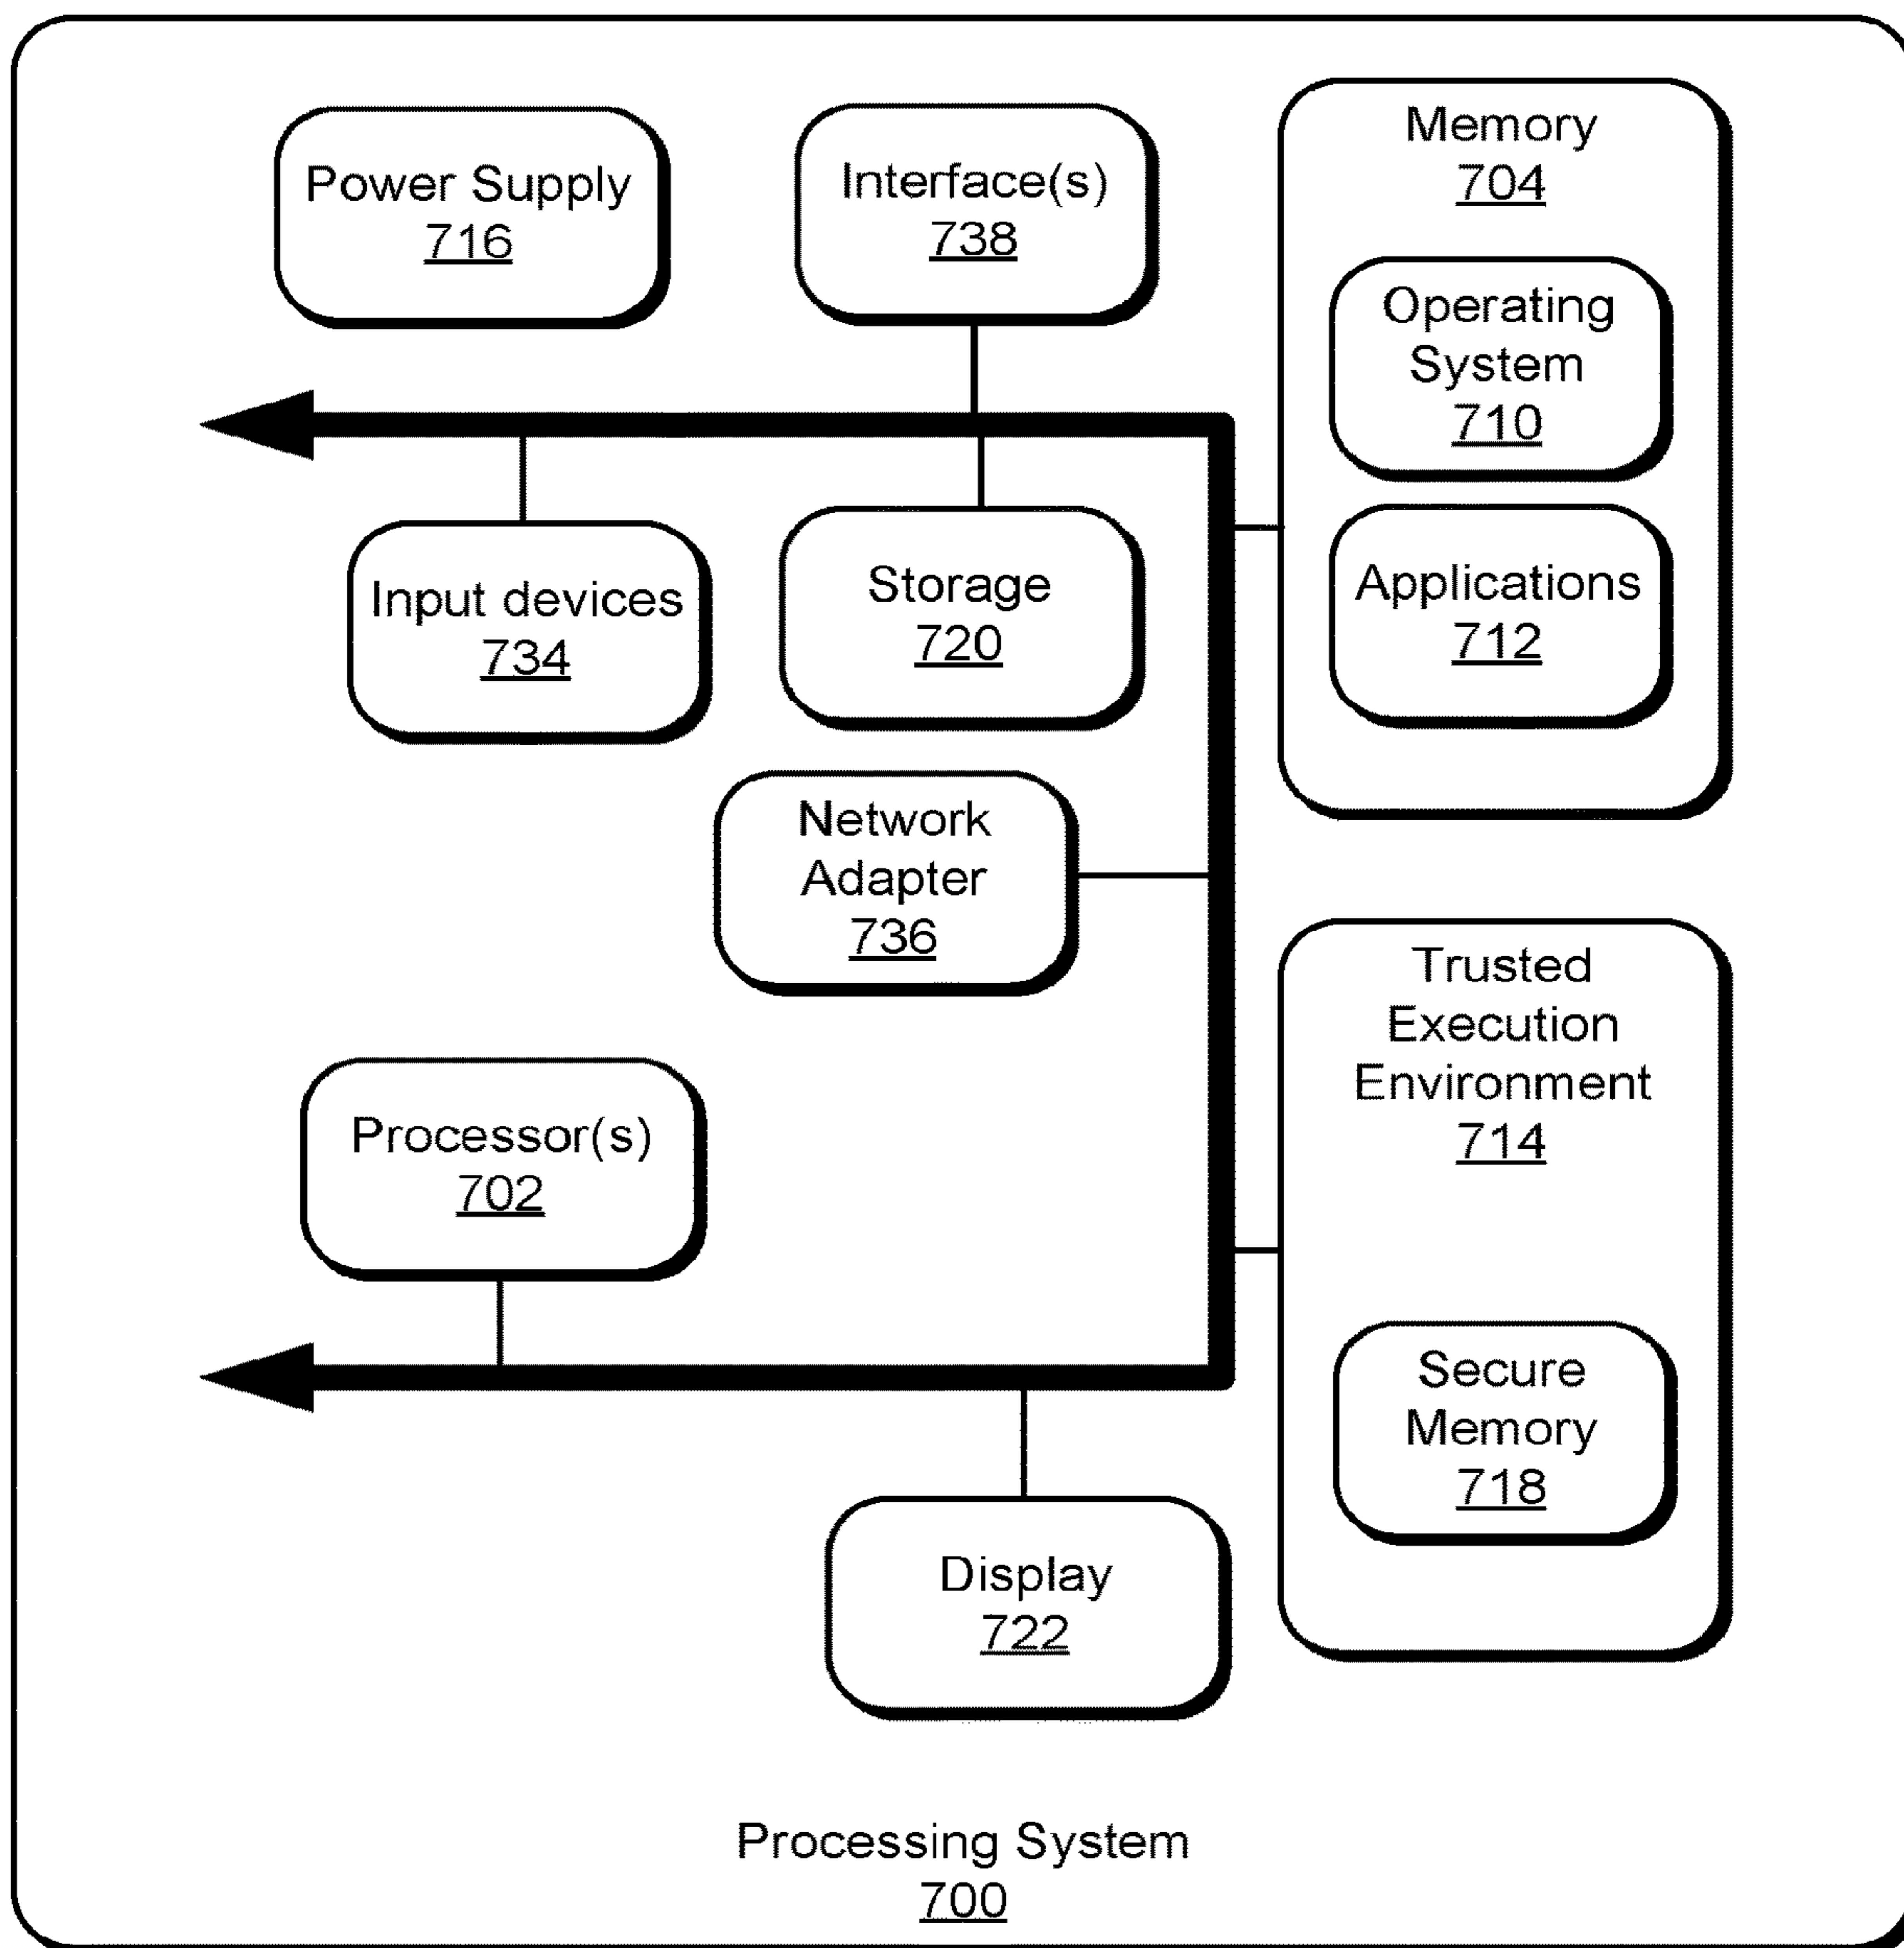 Power Supply
716
Interface(s)
738
Memory
704
Operating
System
710
Applications
712
Input devices
734
Storage
720
Network
Adapter
736
Trusted
Execution
Environment
714
Secure
Memory
718
Processor(s)
702
Display
722
Processing System
700